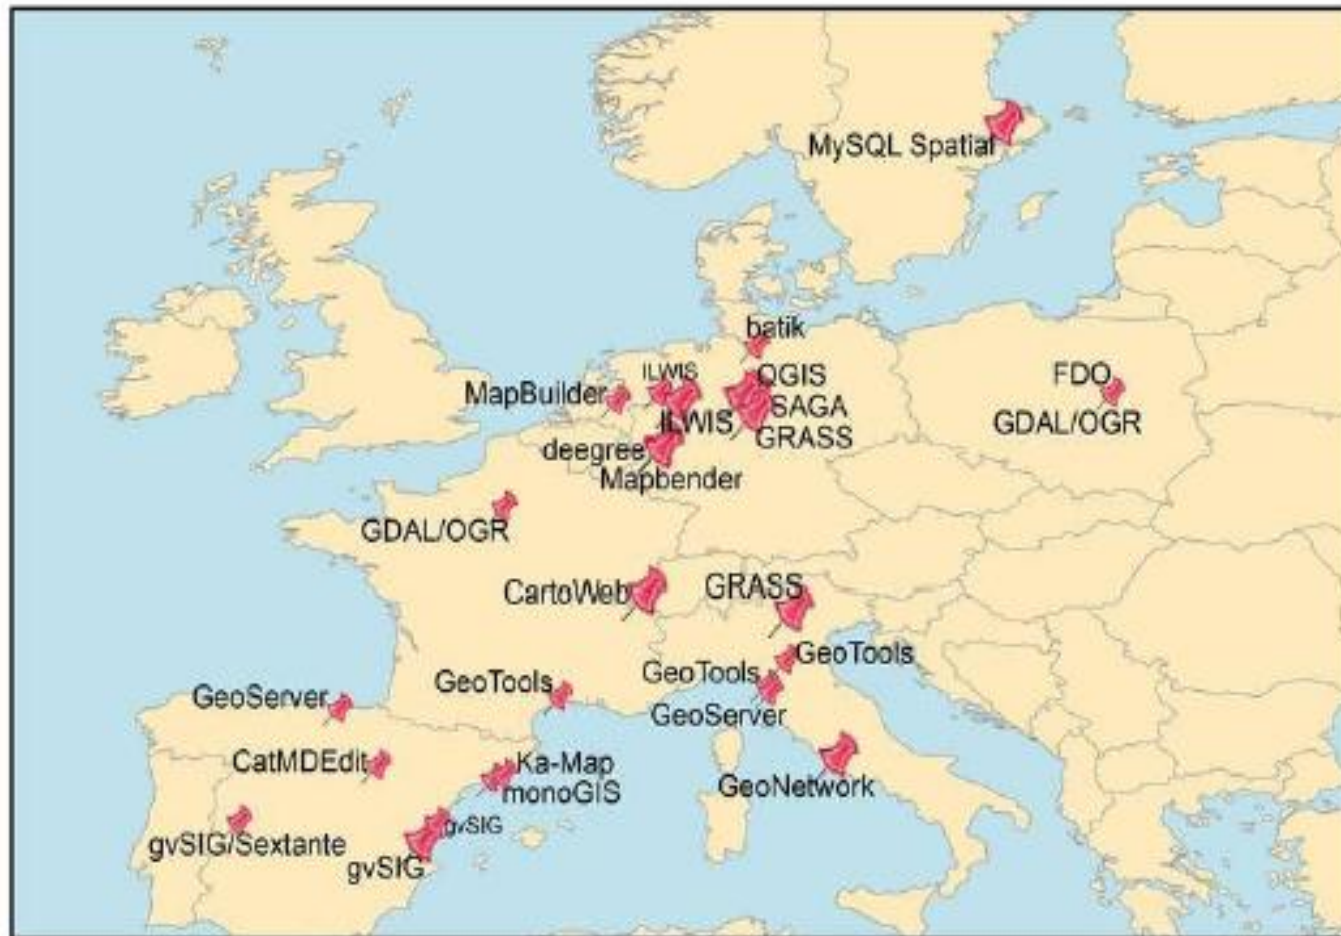 MySQL Spatial
batik
ILWIS
QGIS
FDO
MapBuilder
SAGA
ILWIS
GRASS
GDAL/OGR
deegree
Mapbender
GDAL/OGR
CartoWeb
GRASS
GeoTools
GeoTools
GeoTools
GeoServer
GeoServer
CatMDEdit
Ka-Map
GeoNetwork
monoGIS
gvSIG
gvSIG/Sextante
gvSIG